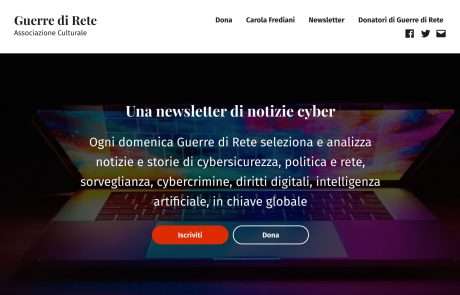 Guerre di Rete
Associazione Culturale
Dona Carola Frediani Newsletter Donatori di Guerre di Rete
Una newsletter di notizie cyber
Ogni domenica Guerre di Rete seleziona e analizza
notizie e storie di cybersicurezza, politica e rete,
sorveglianza, cybercrimine, diritti digitali, intelligenza
artificiale, in chiave globale
Iscriviti Dona